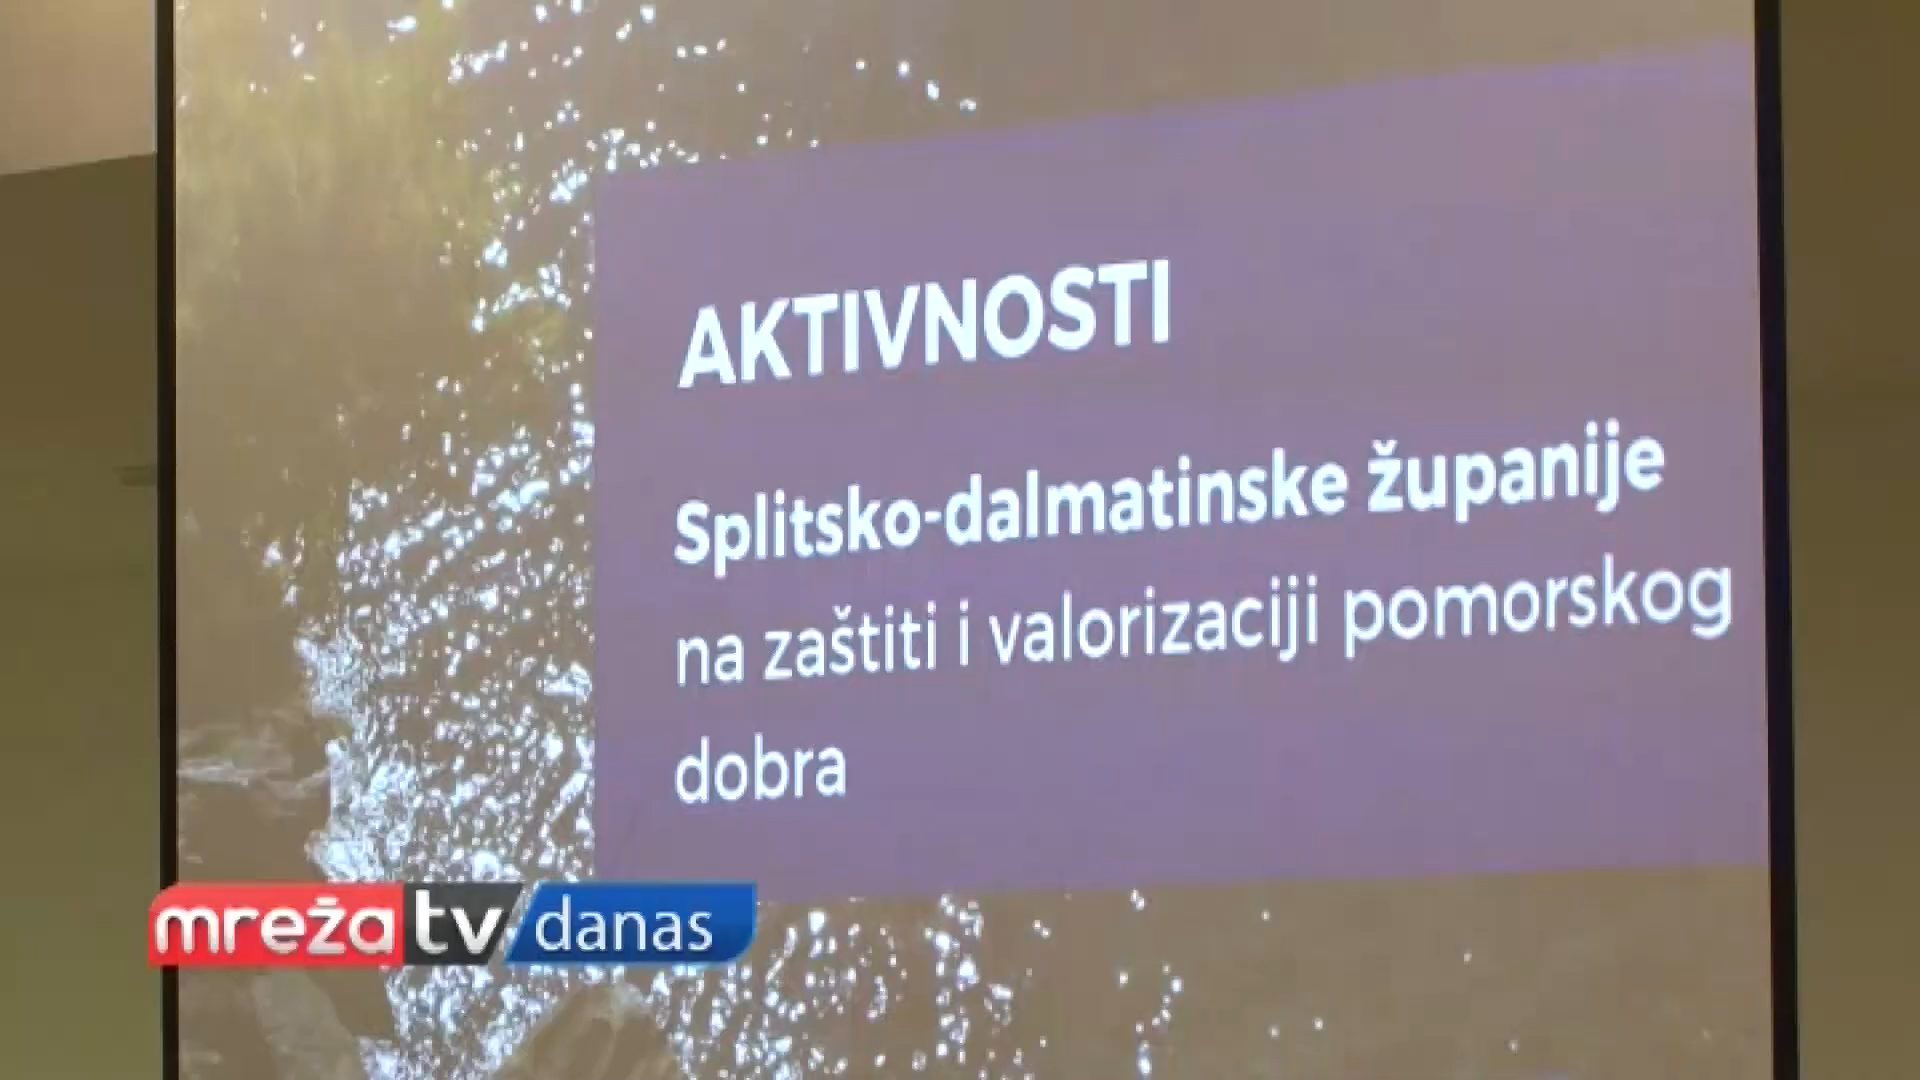 AKTIVNOSTI
Splitsko-dalmatinske županije
na zaštiti i valorizaciji pomorskog
dobra
mreža tv danas